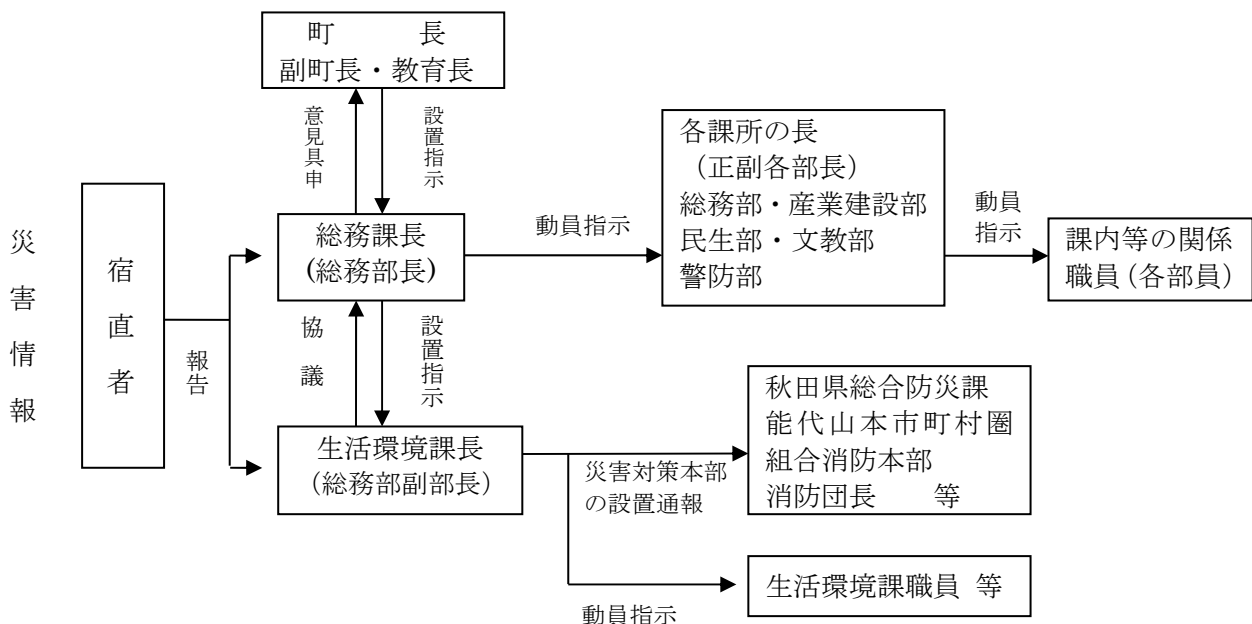 町　　長
副町長・教育長
意見具申
設置指示
各課所の長
（正副各部長）
総務部・産業建設部
民生部・文教部
警防部
動員
指示
課内等の関係
職員（各部員）
災害情報
宿直者
報告
総務課長
(総務部長)
動員指示
協議
設置指示
生活環境課長
（総務部副部長）
災害対策本部
の設置通報
秋田県総合防災課
能代山本市町村圏
組合消防本部
消防団長　　等
動員指示
生活環境課職員 等